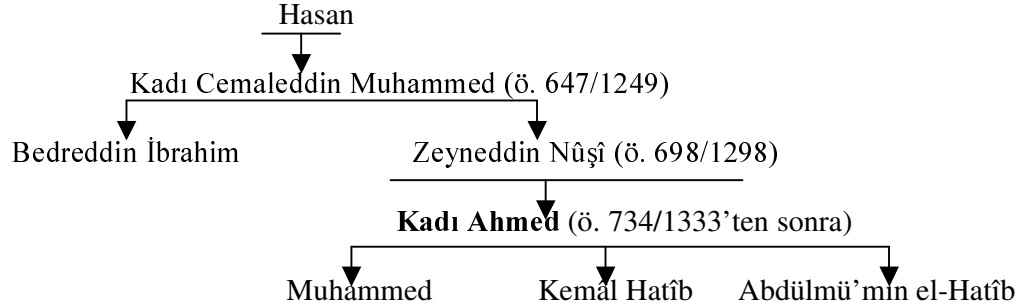 Hasan
Kadı Cemaleddin Muhammed (ö. 647/1249)
Bedreddin İbrahim Zeyneddin Nûşî (ö. 698/1298)
Kadı Ahmed (ö. 734/1333’ten sonra)
Muhammed Kemâl Hatîb Abdülmü’min el-Hatîb